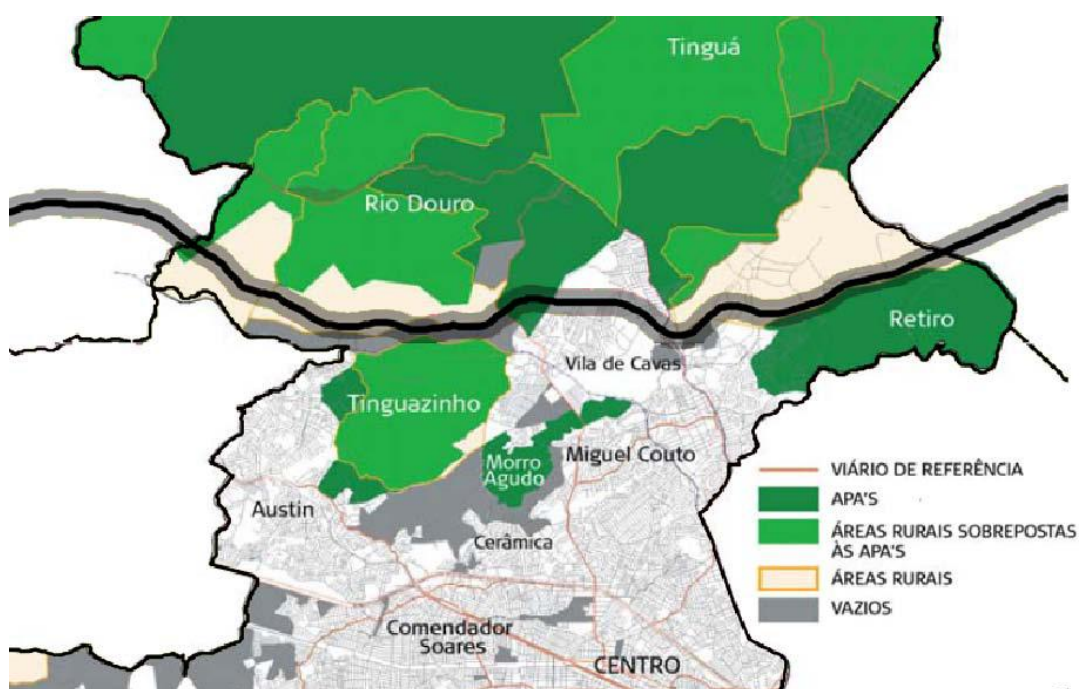 Tinguá
Rio Douro
Retiro
Vila de Cavas
Tinguazinho
Miguel Couto
Morro
Agudo
Austin
Cerâmica
Comendador
Soares
CENTRO
VIÁRIO DE REFERÊNCIA
APA'S
ÁREAS RURAIS SOBREPOSTAS
ÀS APA'S
ÁREAS RURAIS
VAZIOS